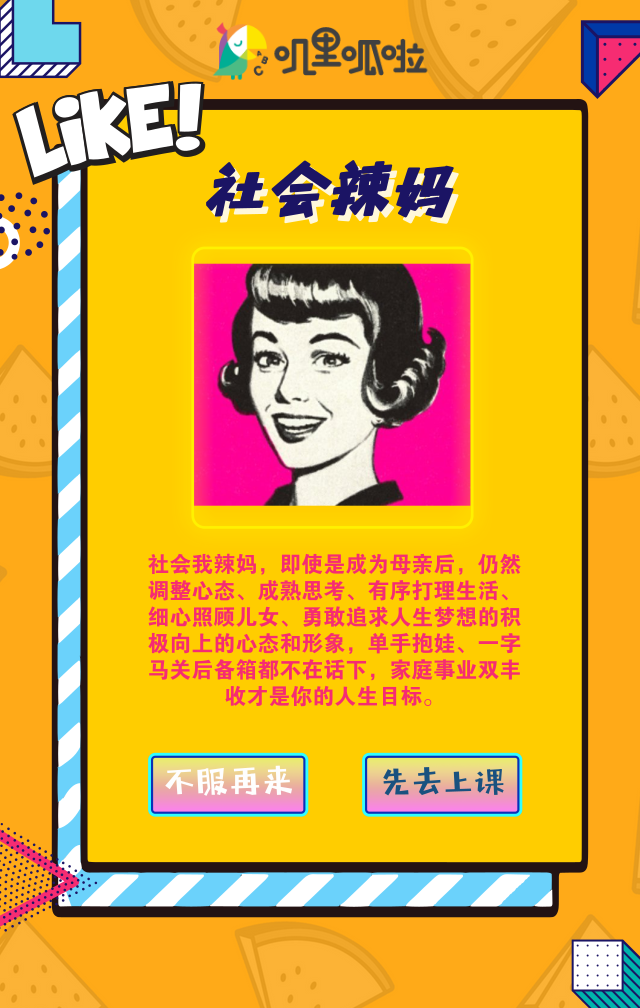 ABC
叽里呱啦
LiKE!
社会辣妈
社会我辣妈，即使是成为母亲后，仍然
调整心态、成熟思考、有序打理生活、
细心照顾儿女、勇敢追求人生梦想的积
极向上的心态和形象，单手抱娃、一字
马关后备箱都不在话下，家庭事业双丰
收才是你的人生目标。
不服再来
先去上课